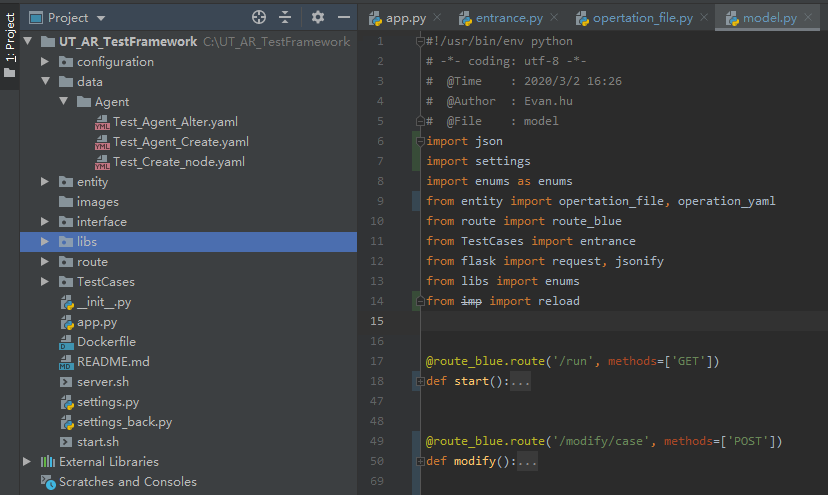 1: Project
Project
app.py
entrance.py
opertation_file.py
model.py
UT_AR_TestFramework C:\UT_AR_TestFramework
configuration
data
Agent
Test_Agent_Alter.yaml
Test_Agent_Create.yaml
Test_Create_node.yaml
entity
images
interface
libs
route
TestCases
__init__.py
app.py
Dockerfile
README.md
server.sh
settings.py
settings_back.py
start.sh
External Libraries
Scratches and Consoles
1 #!/usr/bin/env python
2 # -*- coding: utf-8 -*-
3 # @Time : 2020/3/2 16:26
4 # @Author : Evan.hu
5 # @File : model
6 import json
7 import settings
8 import enums as enums
9 from entity import opertation_file, operation_yaml
10 from route import route_blue
11 from TestCases import entrance
12 from flask import request, jsonify
13 from libs import enums
14 from imp import reload
15
16
17 @route_blue.route('/run', methods=['GET'])
18 def start():...
47
48
49 @route_blue.route('/modify/case', methods=['POST'])
50 def modify():...
69